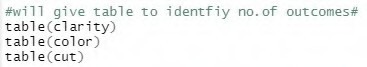 #will give table to identfiy no.of outcomes#
table(clarity)
table(color)
table(cut)